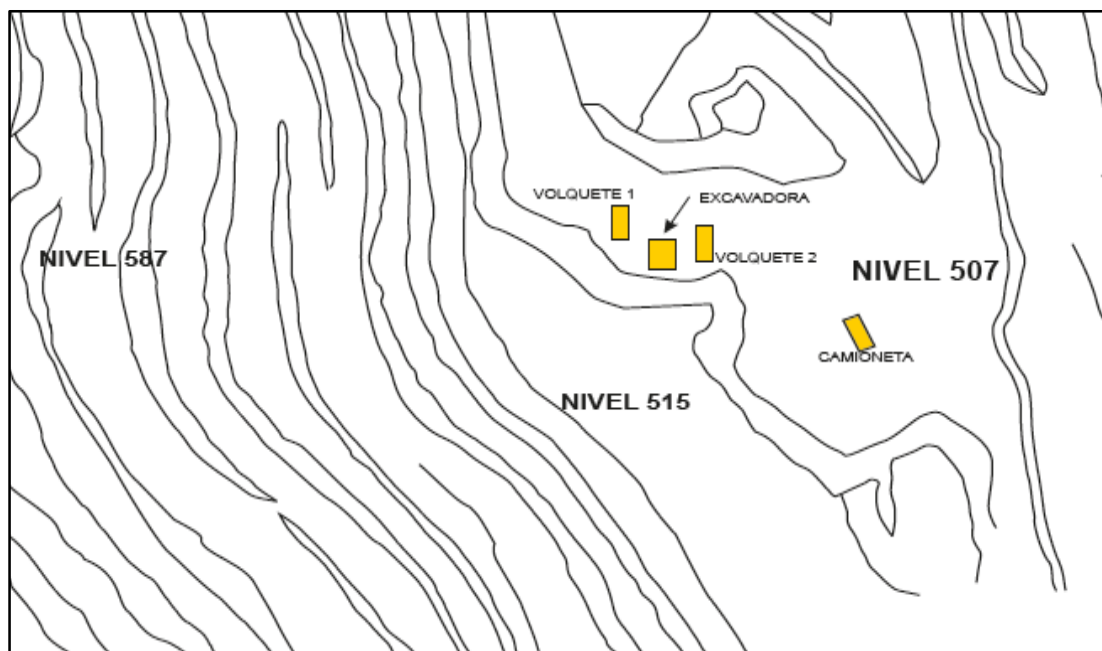 VOLQUETE 1
EXCAVADORA
NIVEL 587
VOLQUETE 2
NIVEL 507
CAMIONETA
NIVEL 515